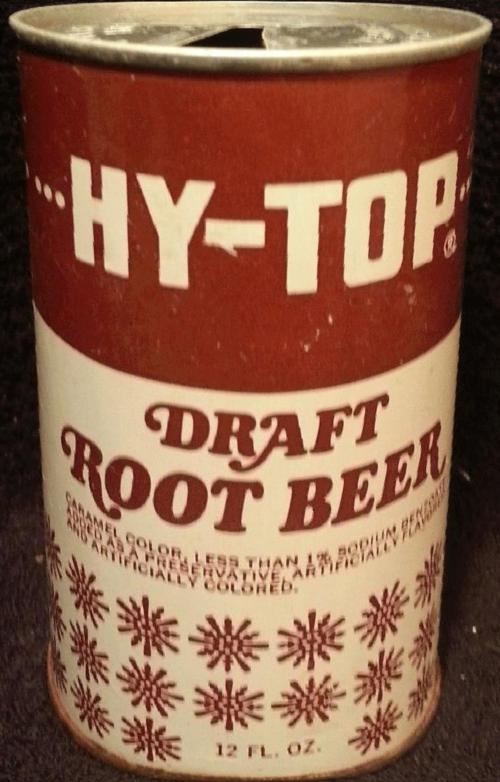 ...HY-TOP®...
DRAFT
ROOT BEER
CARAMEL COLOR, LESS THAN 1% SODIUM BENZOATE
ADDED AS A PRESERVATIVE, ARTIFICIALLY FLAVORED
AND ARTIFICIALLY COLORED.
12 FL. OZ.